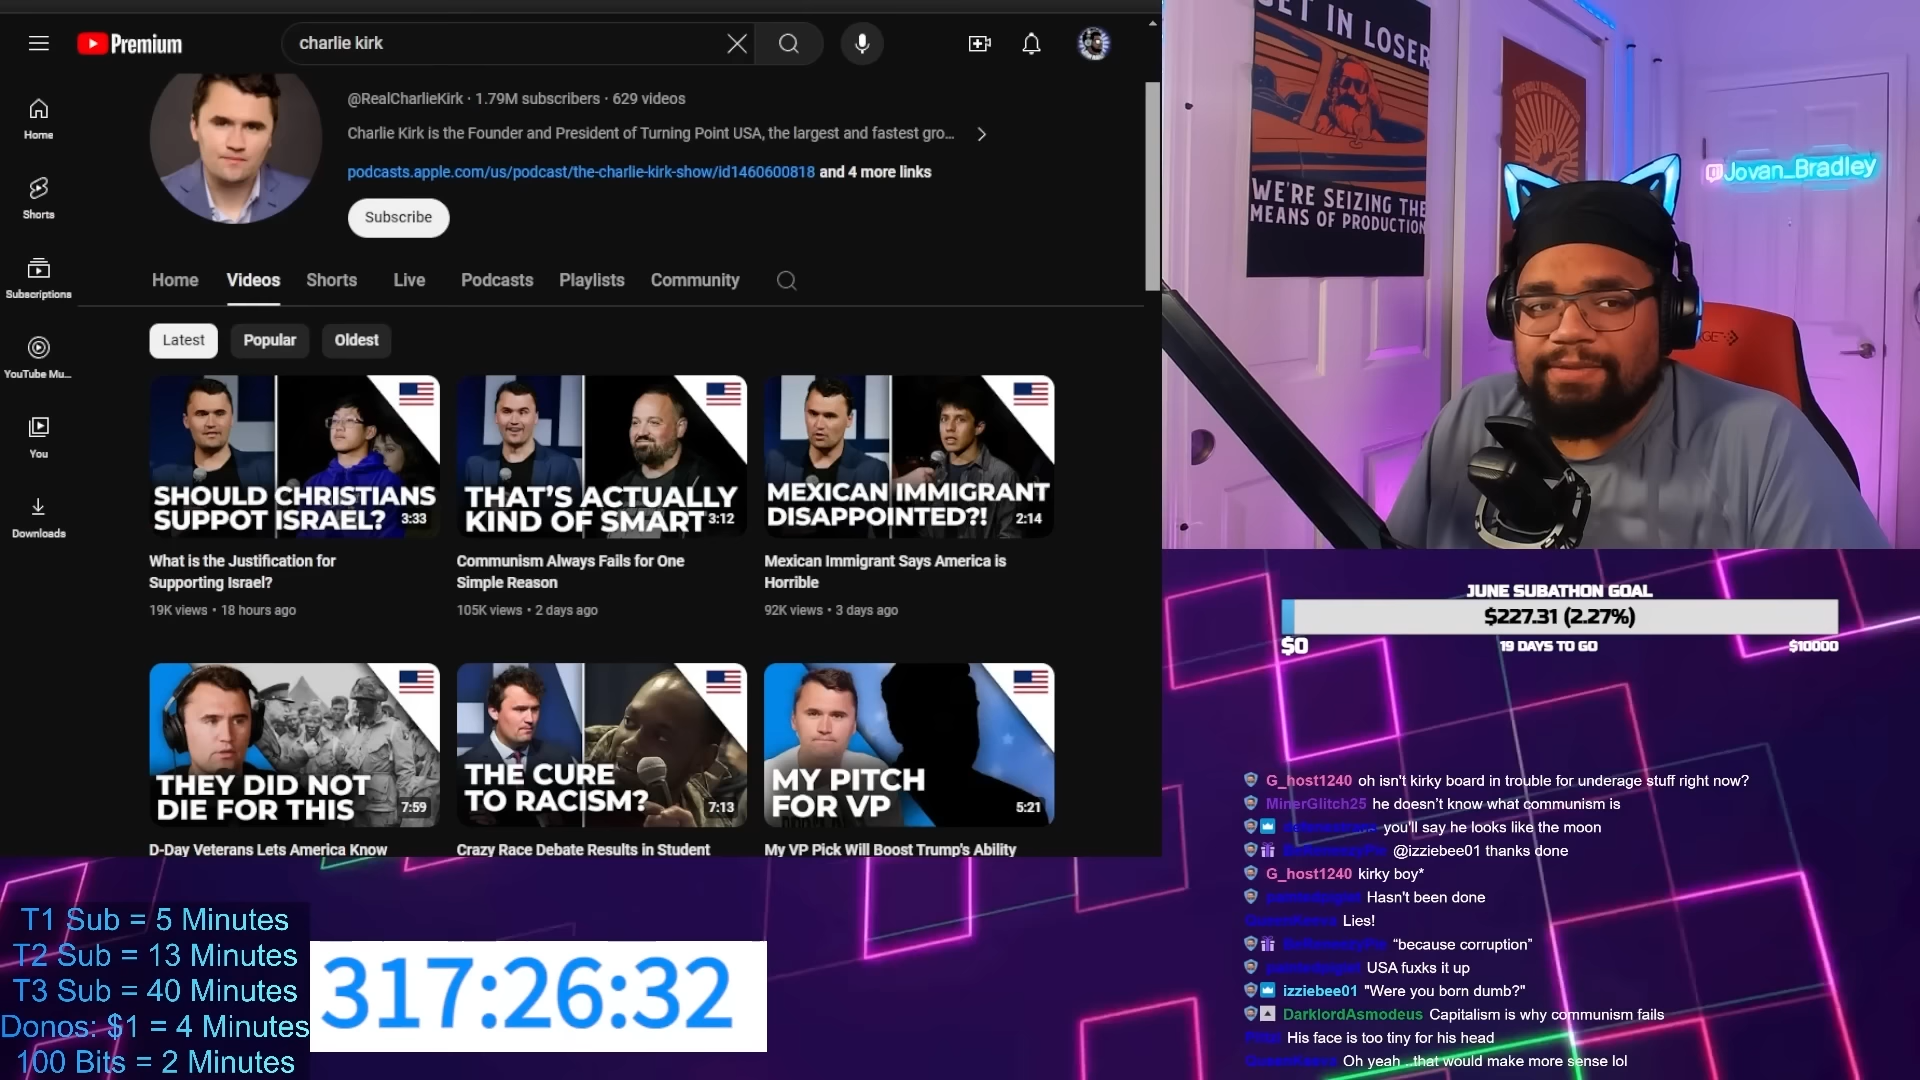 Premium
charlie kirk
@RealCharlieKirk · 1.79M subscribers · 629 videos
Charlie Kirk is the Founder and President of Turning Point USA, the largest and fastest gro...
podcasts.apple.com/us/podcast/the-charlie-kirk-show/id1460600818 and 4 more links
Subscribe
Home
Shorts
Subscriptions
YouTube Mu...
You
Downloads
Home Videos Shorts Live Podcasts Playlists Community
Latest Popular Oldest
SHOULD CHRISTIANS
SUPPOT ISRAEL? 3:33
What is the Justification for
Supporting Israel?
19K views • 18 hours ago
THAT'S ACTUALLY
KIND OF SMART 3:12
Communism Always Fails for One
Simple Reason
105K views • 2 days ago
MEXICAN IMMIGRANT
DISAPPOINTED?! 2:14
Mexican Immigrant Says America is
Horrible
92K views • 3 days ago
THEY DID NOT
DIE FOR THIS 7:59
D-Day Veterans Lets America Know
THE CURE
TO RACISM? 7:13
Crazy Race Debate Results in Student
MY PITCH
FOR VP 5:21
My VP Pick Will Boost Trump's Ability
GET IN LOSER
WE'RE SEIZING THE
MEANS OF PRODUCTION
Jovan_Bradley
JUNE SUBATHON GOAL
$227.31 (2.27%)
$0 19 DAYS TO GO $10000
G_host1240 oh isn't kirky board in trouble for underage stuff right now?
MinerGlitch25 he doesn't know what communism is
you'll say he looks like the moon
@izziebee01 thanks done
G_host1240 kirky boy*
Hasn't been done
Lies!
“because corruption”
USA fuxks it up
izziebee01 "Were you born dumb?"
DarklordAsmodeus Capitalism is why communism fails
His face is too tiny for his head
Oh yeah ..that would make more sense lol
T1 Sub = 5 Minutes
T2 Sub = 13 Minutes
T3 Sub = 40 Minutes
Donos: $1 = 4 Minutes
100 Bits = 2 Minutes
317:26:32